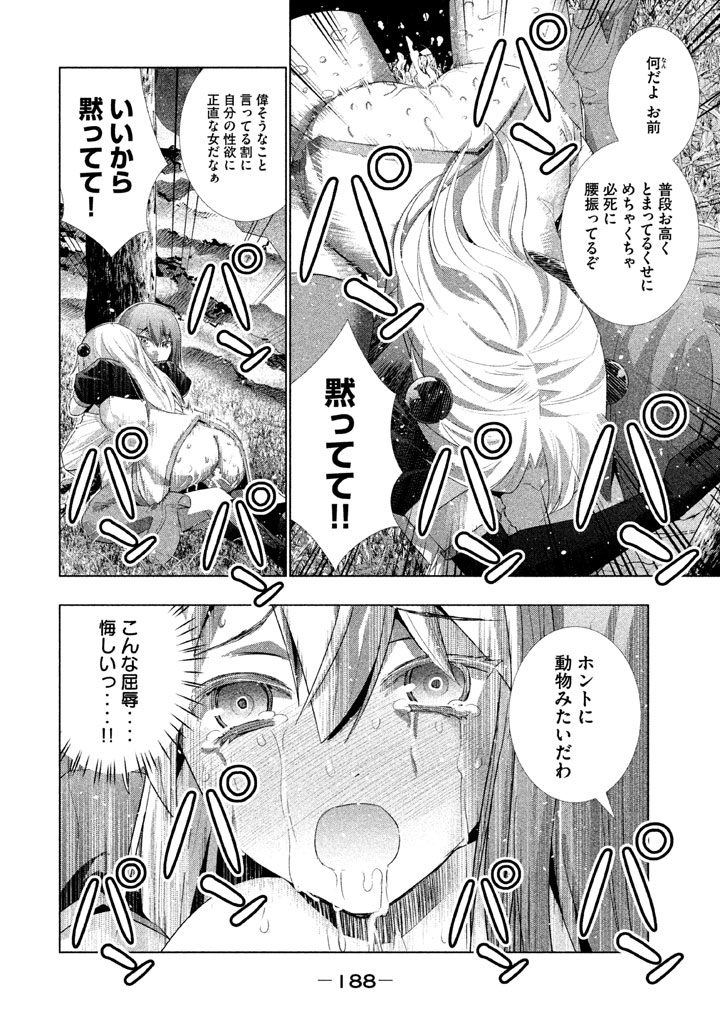 何だよ お前
なん
普段お高く
とまってるくせに
めちゃくちゃ
必死に
腰振ってるぞ
パン
パン
黙ってて!!
パン
パン
偉そうなこと
言ってる割に
自分の性欲に
正直な女だなぁ
いいから
黙ってて!
パン
パン
パン
ホントに
動物みたいだわ
こんな屈辱‥‥
悔しいっ‥‥!!
パン
パン
パン
パン
—188—